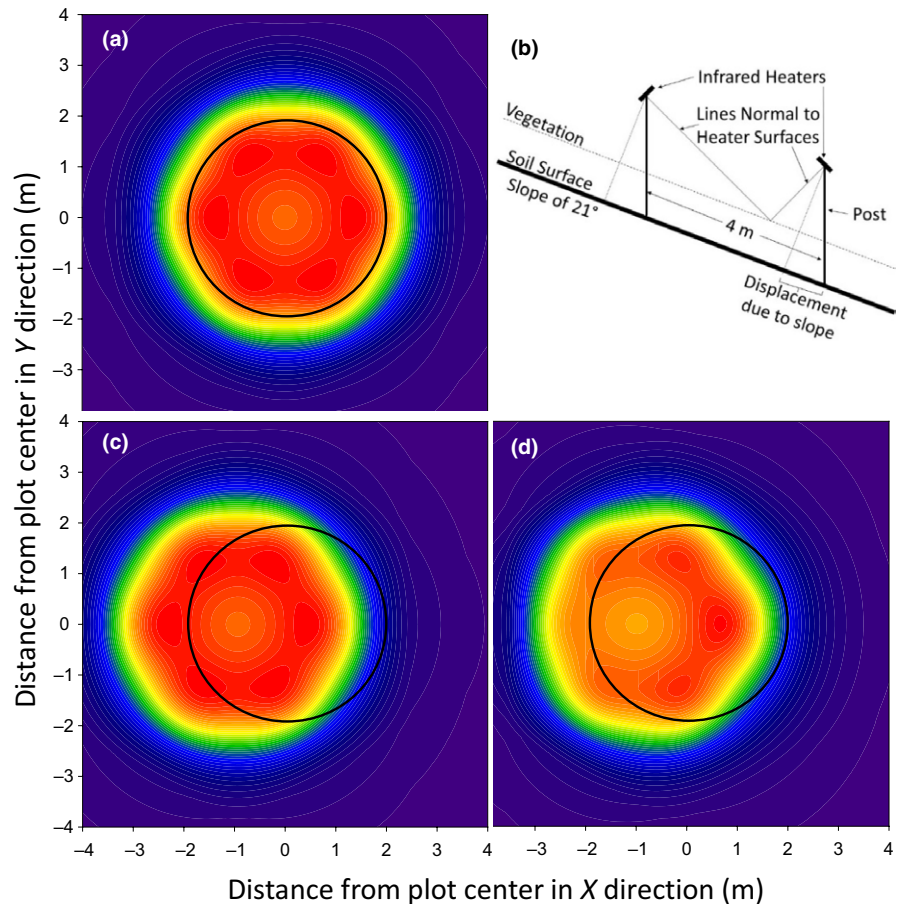 (a)
4
3
2
1
0
–1
–2
–3
(b)
Infrared Heaters
Lines Normal to
Heater Surfaces
Vegetation
Soil Surface
Slope of 21°
4 m
Post
Displacement
due to slope
(c)
4
3
2
1
0
–1
–2
–3
–4
–4 –3 –2 –1 0 1 2 3 4
(d)
–3 –2 –1 0 1 2 3 4
Distance from plot center in Y direction (m)
Distance from plot center in X direction (m)